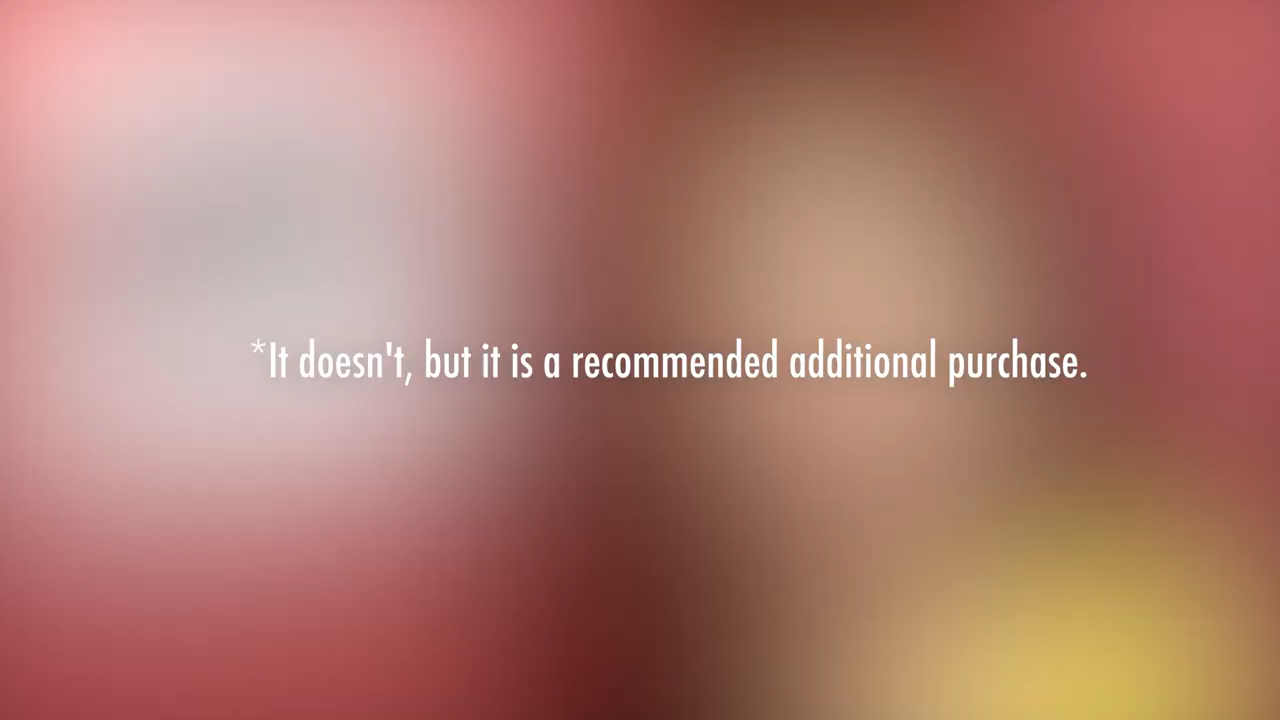 *It doesn't, but it is a recommended additional purchase.